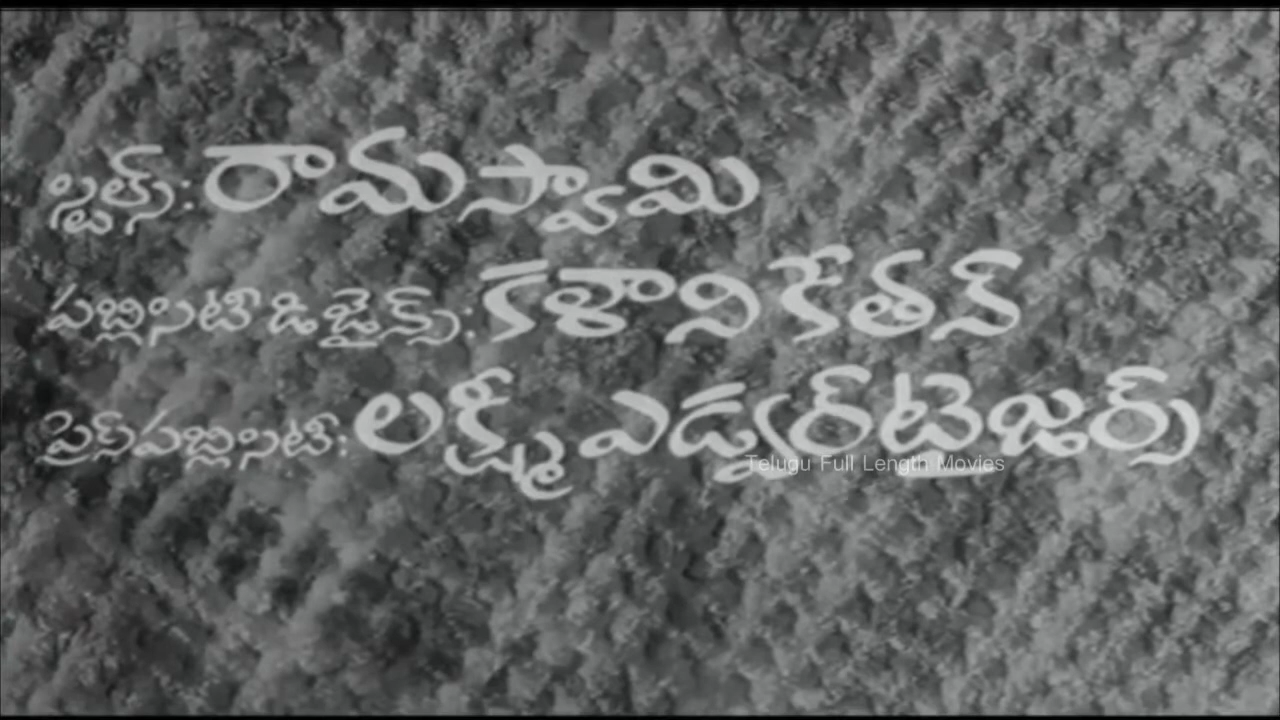 స్టిల్స్: రామస్వామి
పబ్లిసిటీ డిజైన్స్: కళానికేతన్
ప్రెస్ పబ్లిసిటీ: లక్ష్మీ ఎడ్వర్‌టైజర్స్
Telugu Full Length Movies